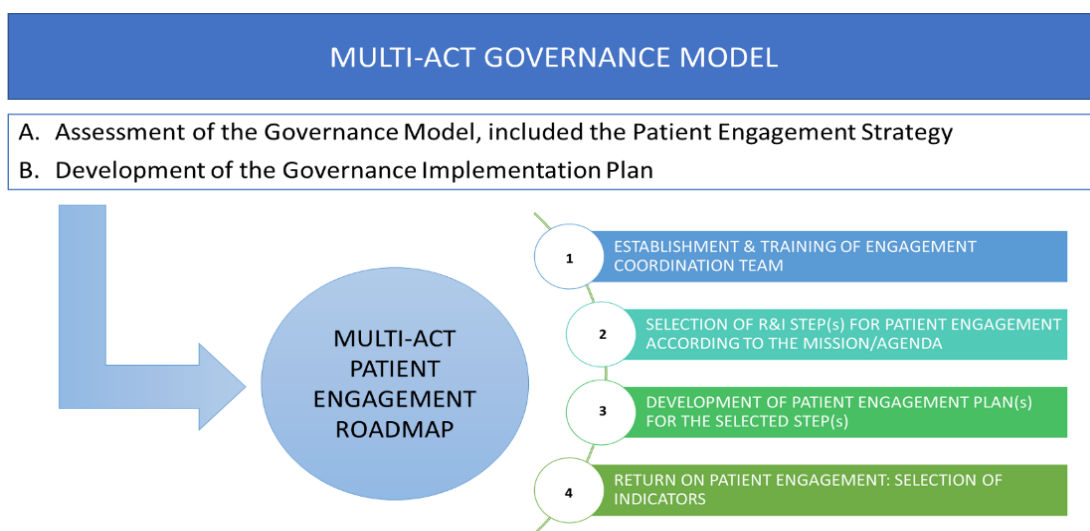 MULTI-ACT GOVERNANCE MODEL
A. Assessment of the Governance Model, included the Patient Engagement Strategy
B. Development of the Governance Implementation Plan
MULTI-ACT
PATIENT
ENGAGEMENT
ROADMAP
1
ESTABLISHMENT & TRAINING OF ENGAGEMENT
COORDINATION TEAM
2
SELECTION OF R&I STEP(s) FOR PATIENT ENGAGEMENT
ACCORDING TO THE MISSION/AGENDA
3
DEVELOPMENT OF PATIENT ENGAGEMENT PLAN(s)
FOR THE SELECTED STEP(s)
4
RETURN ON PATIENT ENGAGEMENT: SELECTION OF
INDICATORS